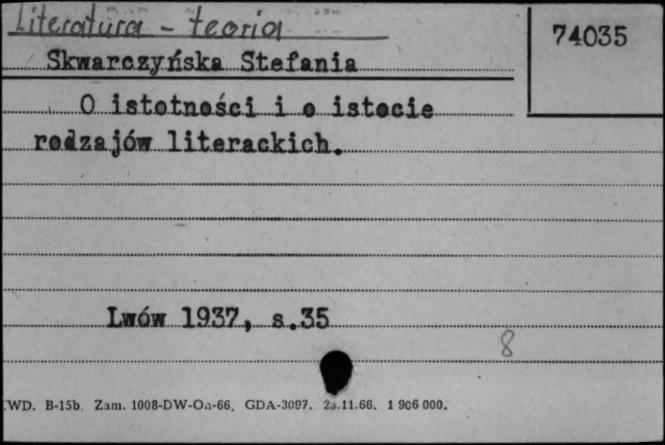 Literatura - teoria
74035
Skwarczyńska Stefania
O istotności i o istocie
rodzajów literackich.
Lwów 1937, s.35
8
WD. B-15b. Zam. 1008-DW-Oa-66. GDA-3097. 11.66. 1 906 000.